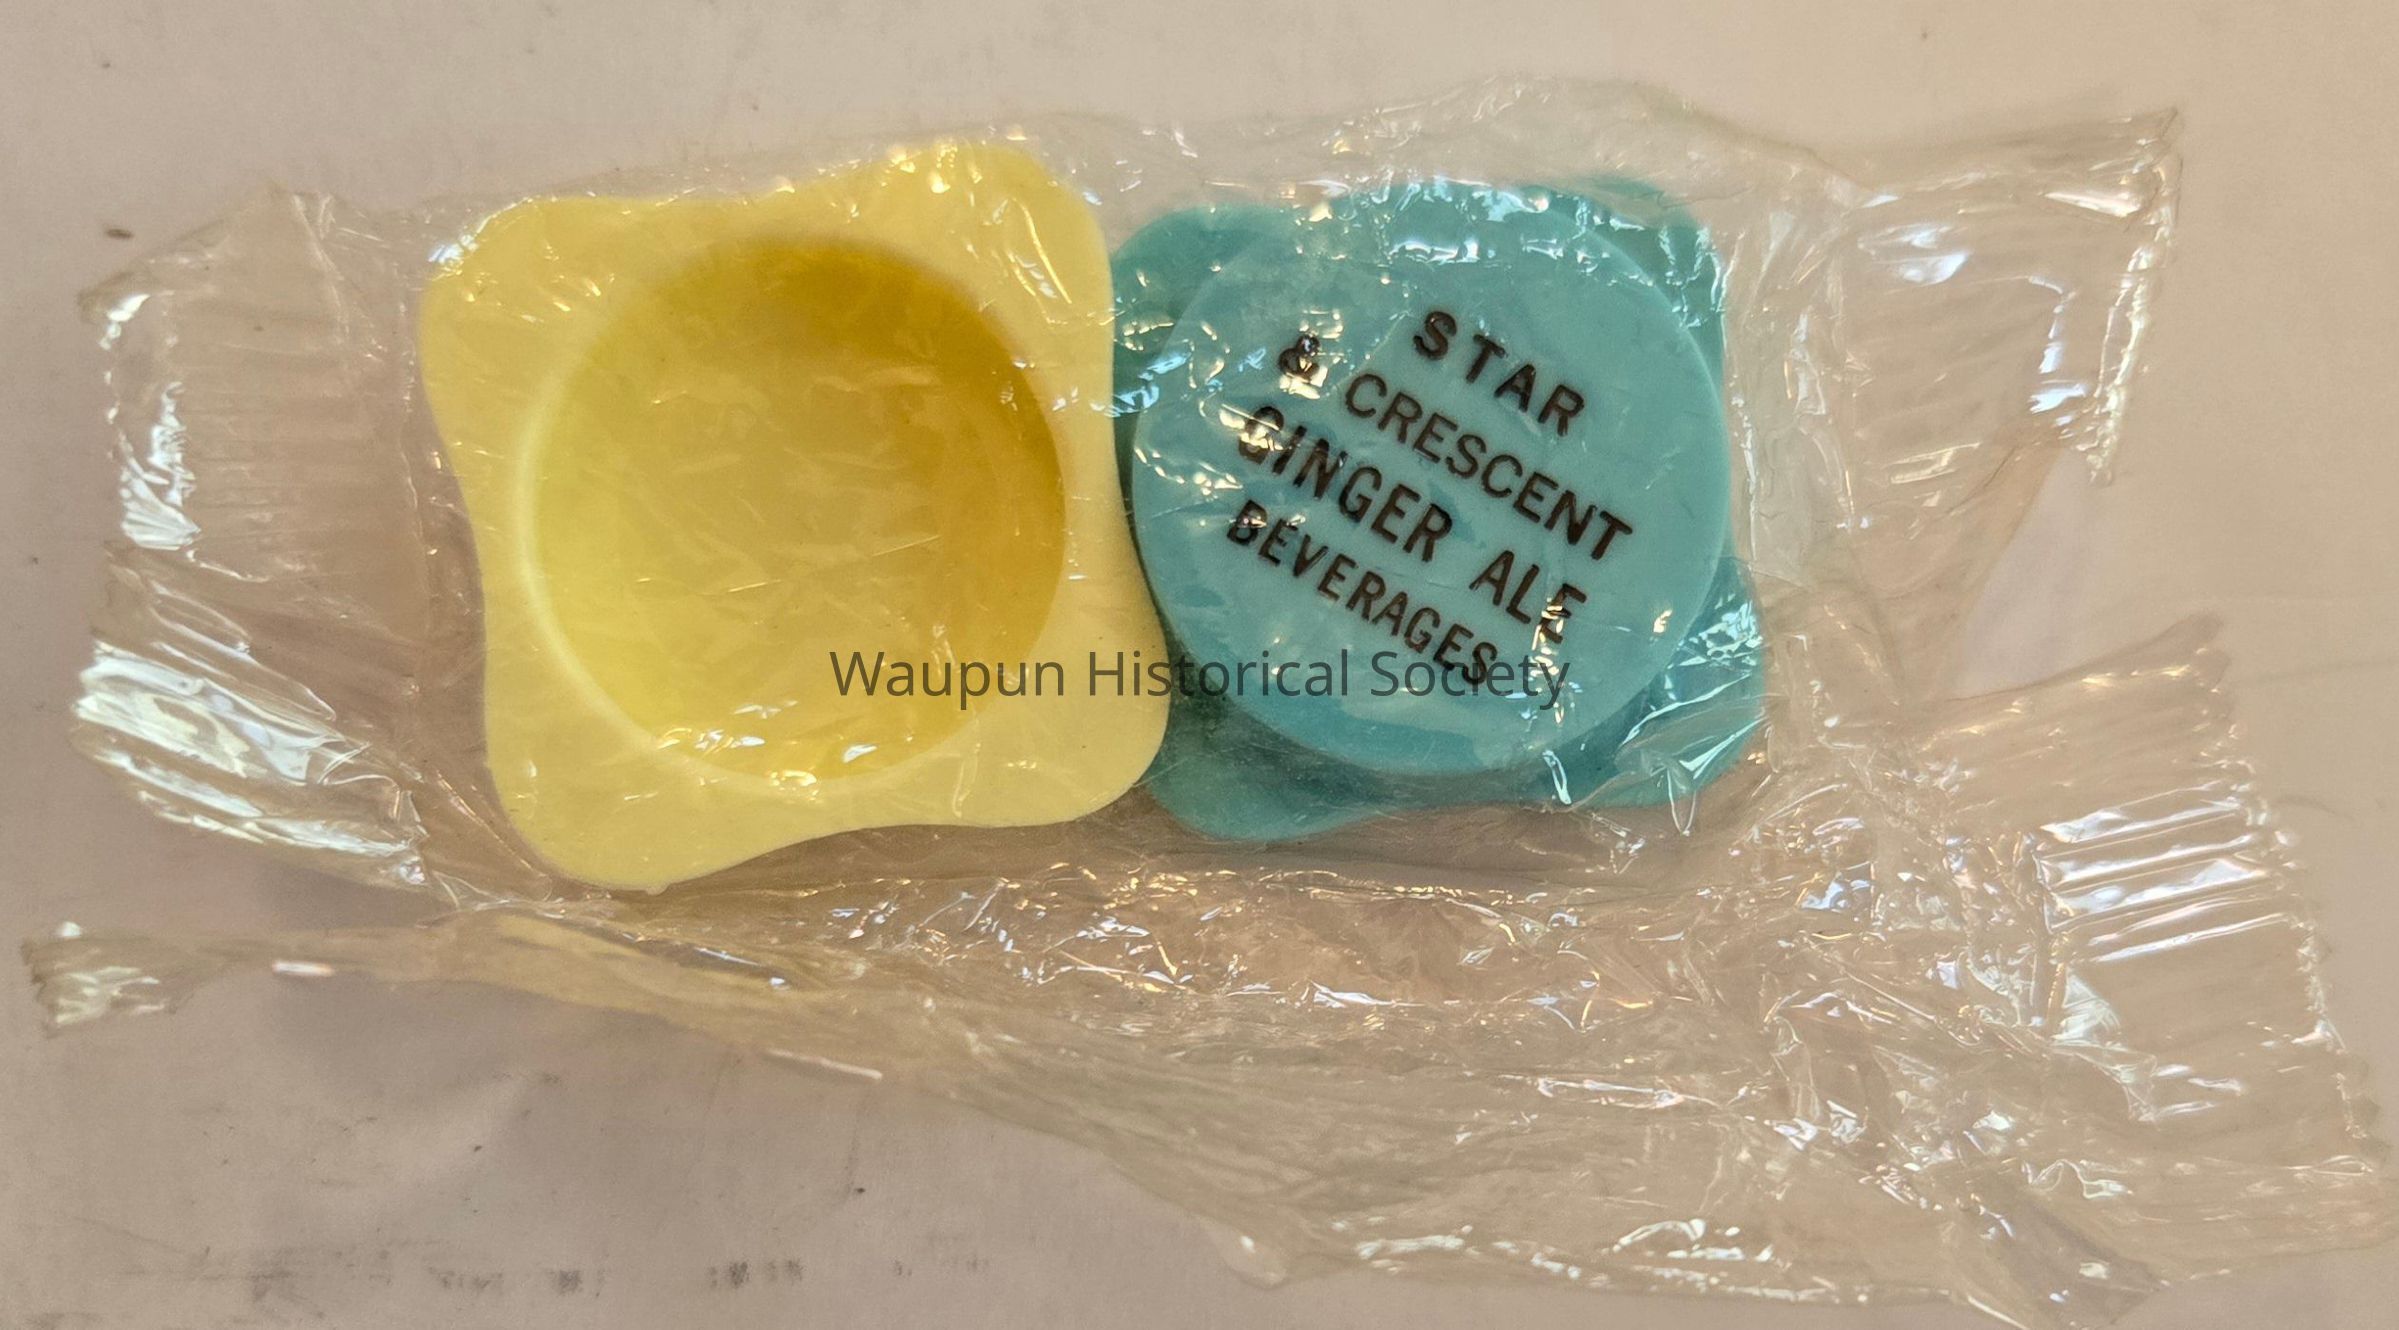 STAR
& CRESCENT
GINGER ALE
BEVERAGES
Waupun Historical Society